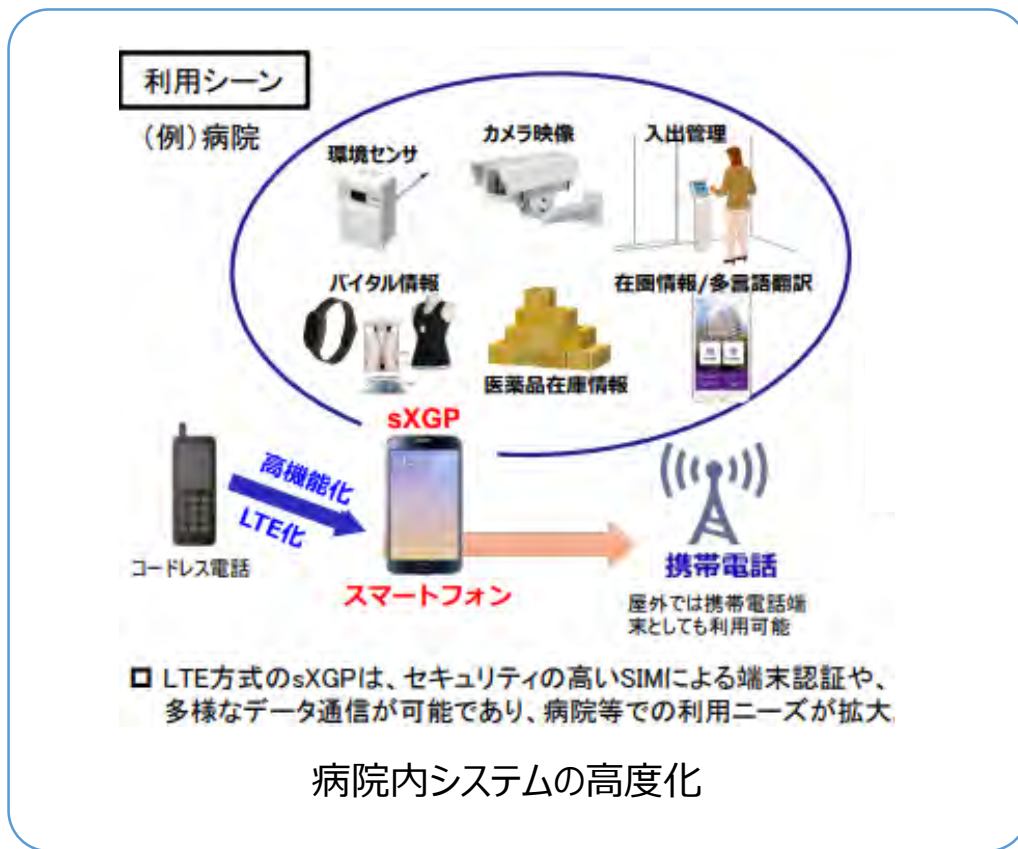 利用シーン
（例）病院
環境センサ
カメラ映像
入出管理
バイタル情報
医薬品在庫情報
在圏情報/多言語翻訳
sXGP
高機能化
LTE化
コードレス電話
スマートフォン
携帯電話
屋外では携帯電話端
末としても利用可能
□ LTE方式のsXGPは、セキュリティの高いSIMによる端末認証や、
多様なデータ通信が可能であり、病院等での利用ニーズが拡大
病院内システムの高度化